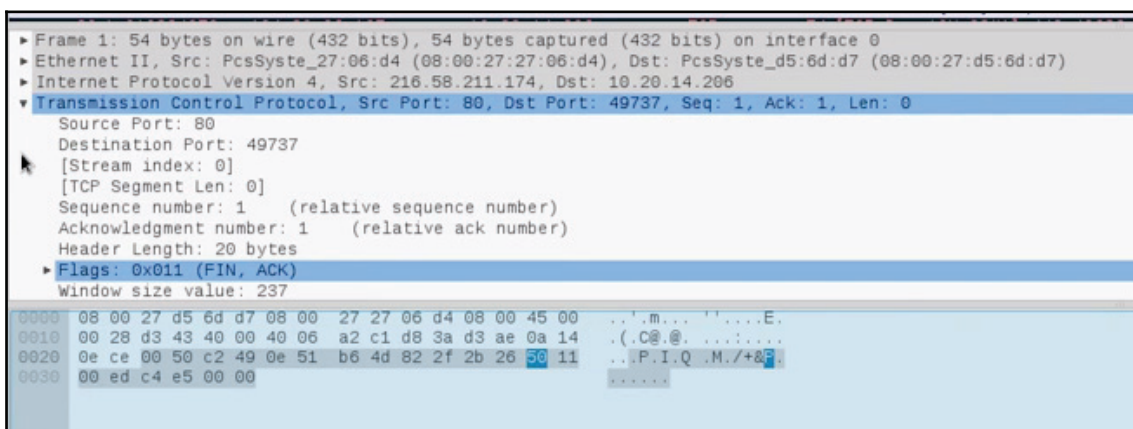 Frame 1: 54 bytes on wire (432 bits), 54 bytes captured (432 bits) on interface 0
Ethernet II, Src: PcsSyste_27:06:d4 (08:00:27:27:06:d4), Dst: PcsSyste_d5:6d:d7 (08:00:27:d5:6d:d7)
Internet Protocol Version 4, Src: 216.58.211.174, Dst: 10.20.14.206
Transmission Control Protocol, Src Port: 80, Dst Port: 49737, Seq: 1, Ack: 1, Len: 0
Source Port: 80
Destination Port: 49737
[Stream index: 0]
[TCP Segment Len: 0]
Sequence number: 1 (relative sequence number)
Acknowledgment number: 1 (relative ack number)
Header Length: 20 bytes
Flags: 0x011 (FIN, ACK)
Window size value: 237
0000 08 00 27 d5 6d d7 08 00 27 27 06 d4 08 00 45 00 ..'.m... ''....E.
0010 00 28 d3 43 40 00 40 06 a2 c1 d8 3a d3 ae 0a 14 .(.C@.@. ...:....
0020 0e ce 00 50 c2 49 0e 51 b6 4d 82 2f 2b 26 50 11 ...P.I.Q .M./+&P.
0030 00 ed c4 e5 00 00 ......